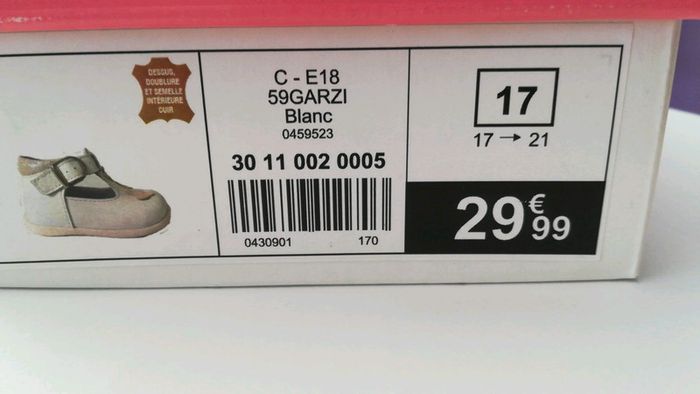 DESSUS,
DOUBLURE
ET SEMELLE
INTÉRIEURE
CUIR
C - E18
59GARZI
Blanc
0459523
30 11 002 0005
0430901 170
17
17 → 21
29€99